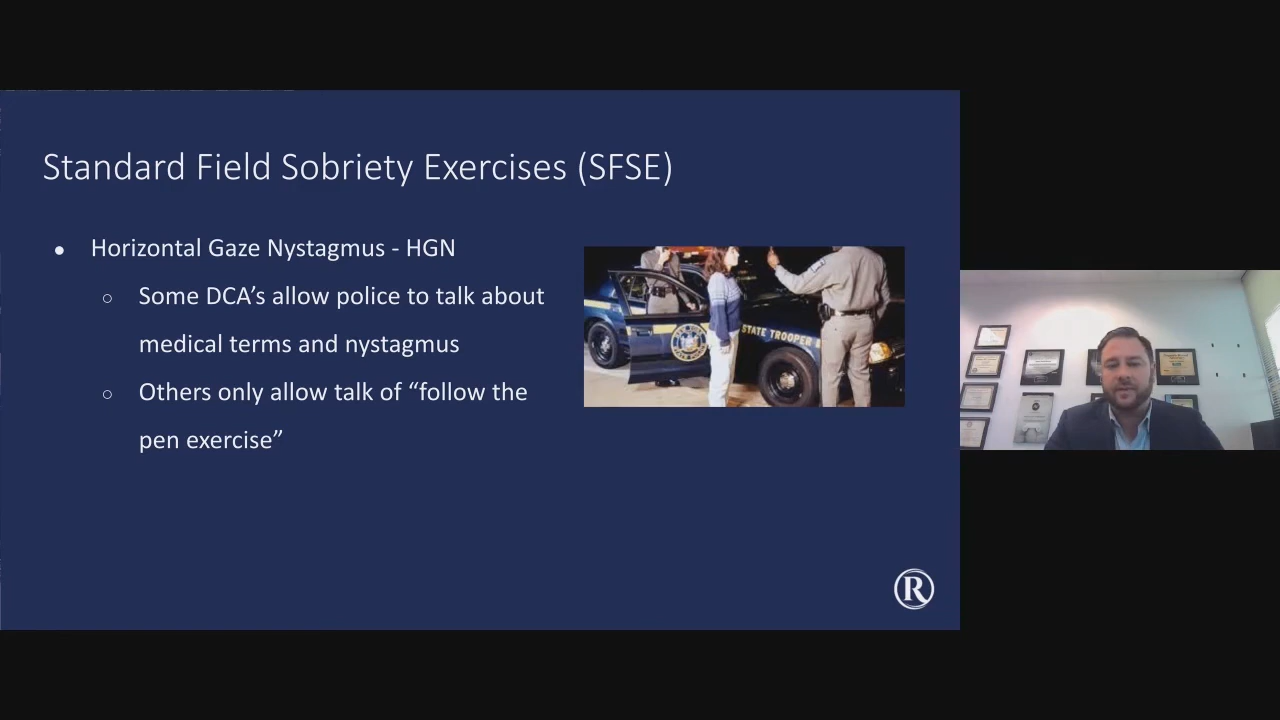 Standard Field Sobriety Exercises (SFSE)
● Horizontal Gaze Nystagmus - HGN
○ Some DCA’s allow police to talk about
medical terms and nystagmus
○ Others only allow talk of “follow the
pen exercise”
STATE TROOPER
R